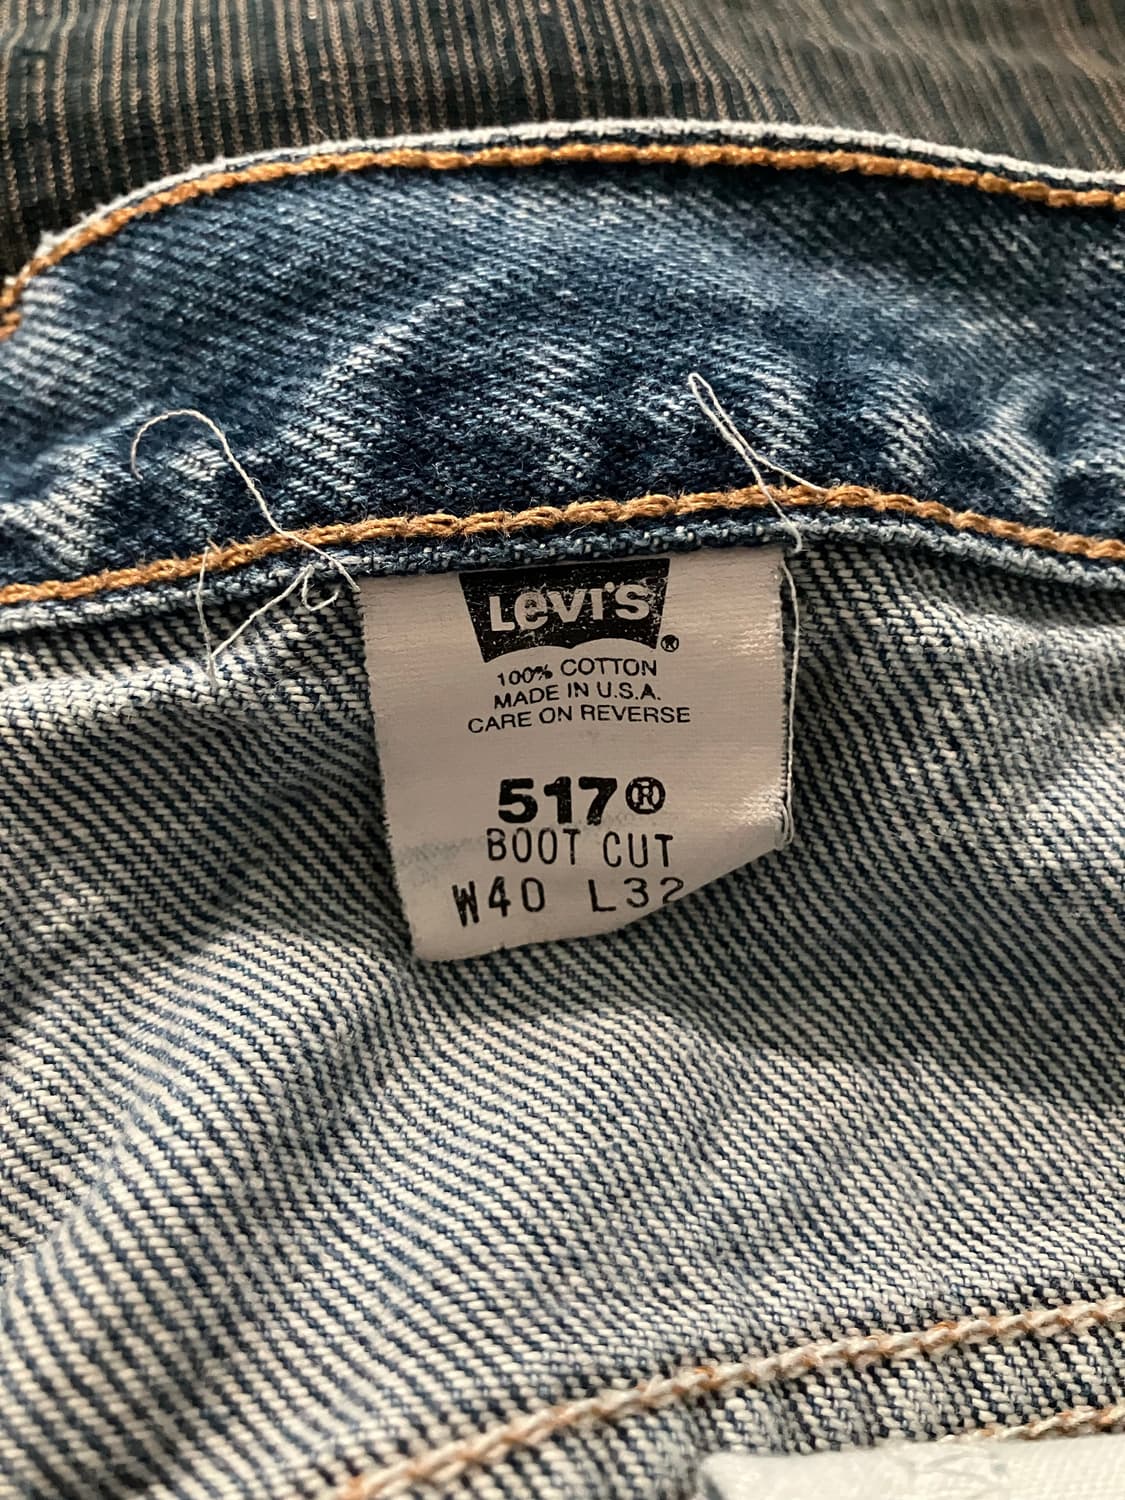 Levi's
®
100% COTTON
MADE IN U.S.A.
CARE ON REVERSE
517®
BOOT CUT
W40 L32